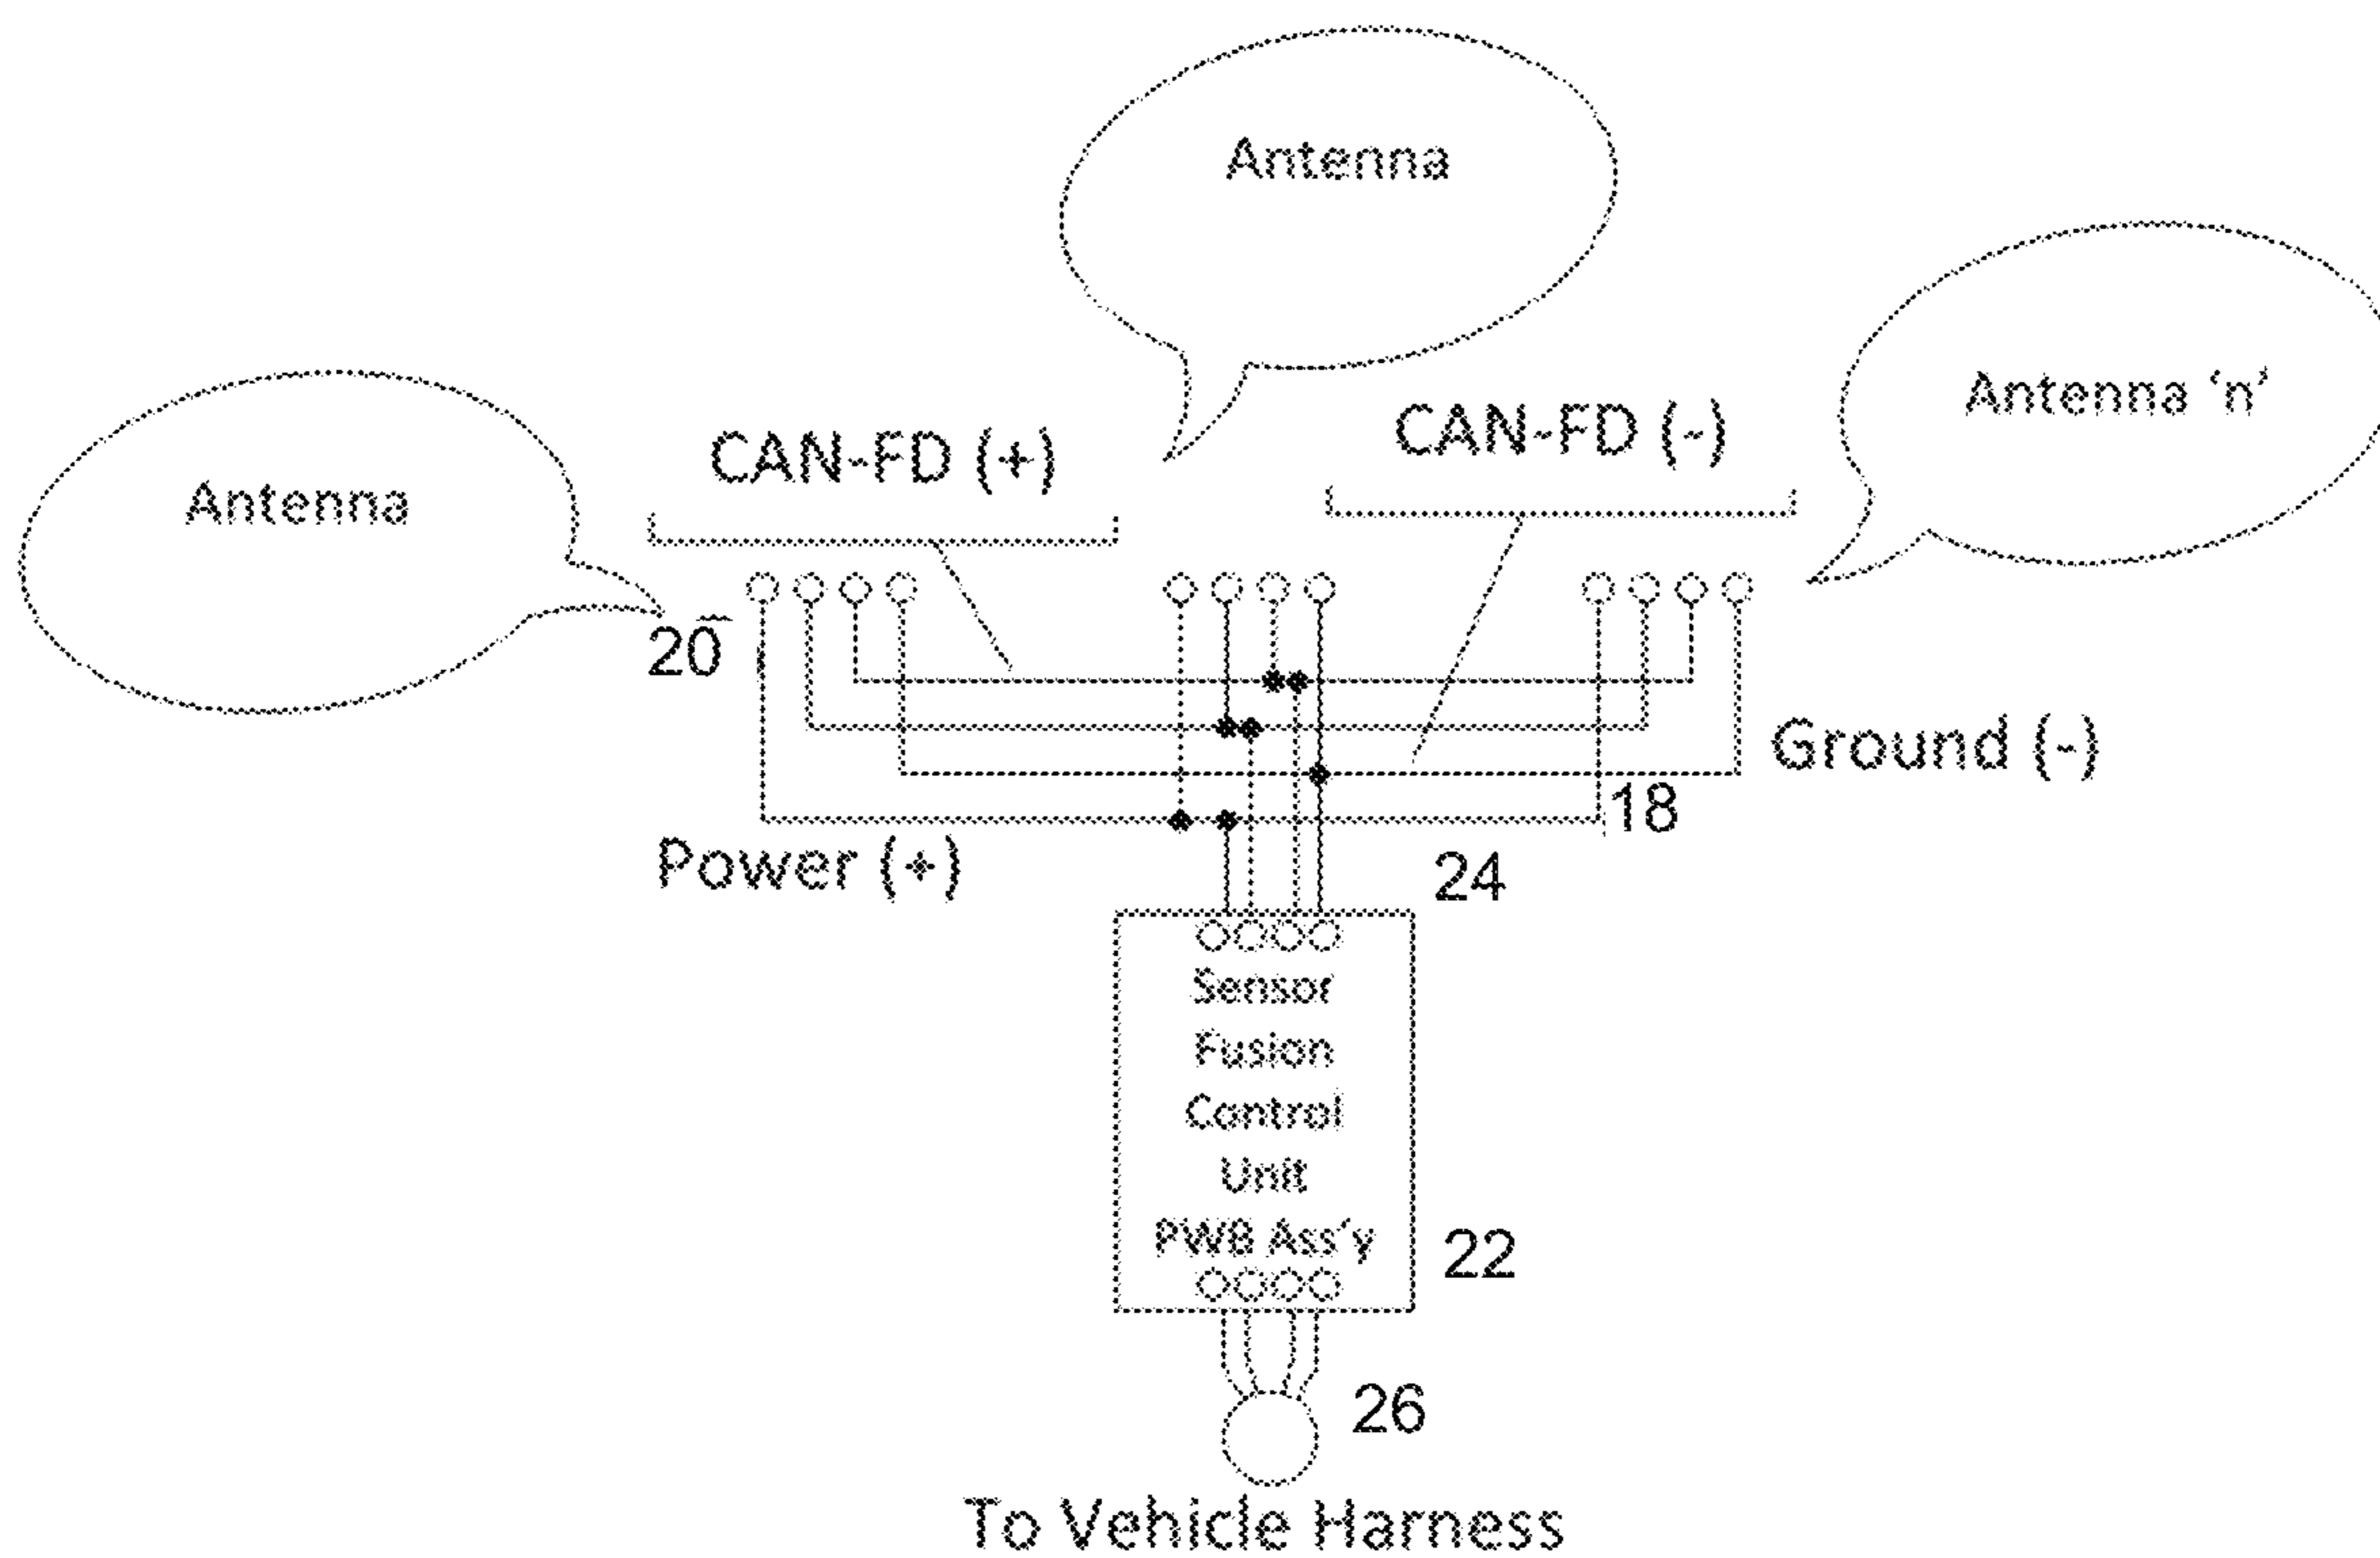 Antenna
Antenna
Antenna ‘n’
CAN-FD (+)
CAN-FD (-)
20
Ground (-)
18
Power (+)
24
Sensor
Fusion
Control
Unit
PWB Ass'y
22
26
To Vehicle Harness